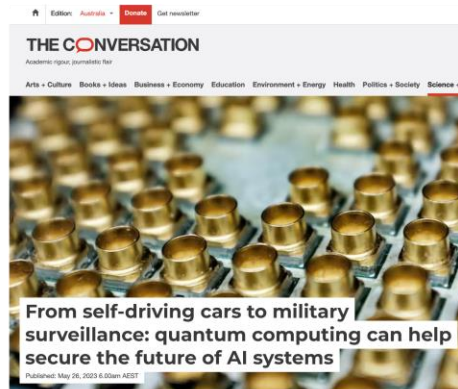 Edition: Australia Donate Get newsletter
THE CONVERSATION
Academic rigour, journalistic flair
Arts + Culture Books + Ideas Business + Economy Education Environment + Energy Health Politics + Society Science +
From self-driving cars to military
surveillance: quantum computing can help
secure the future of AI systems
Published: May 26, 2023 6.00am AEST